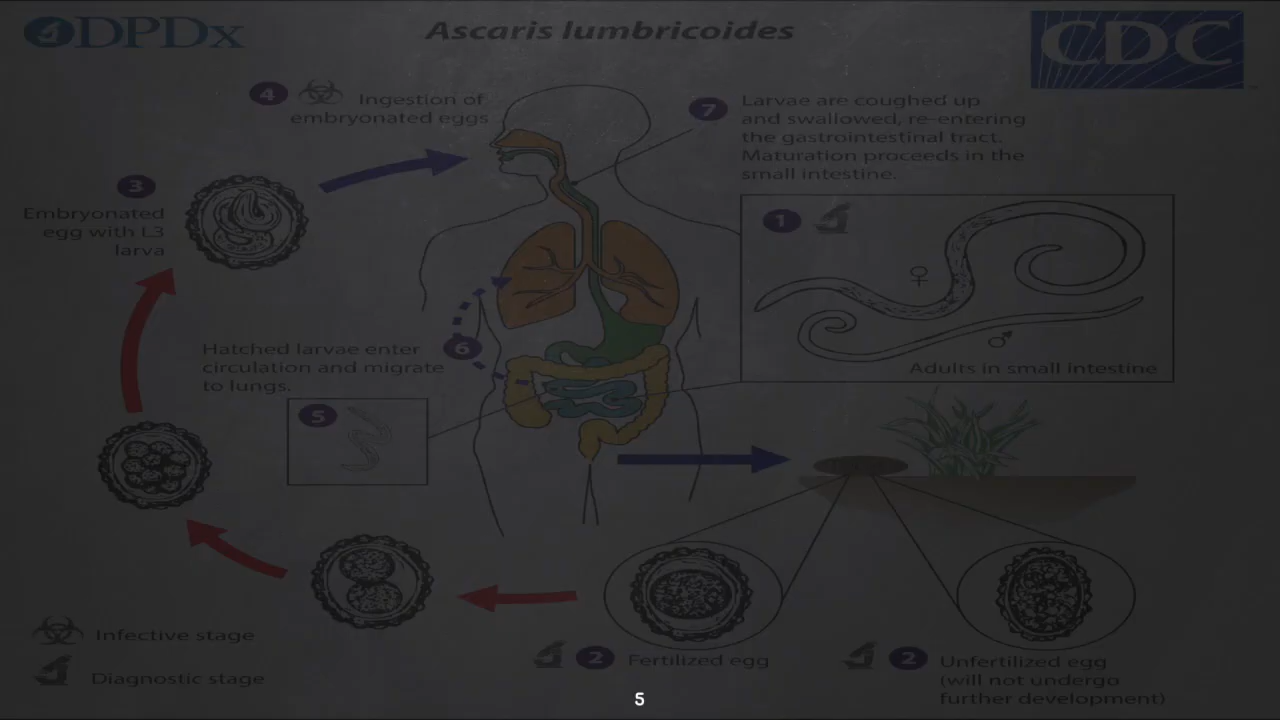 DPDx
Ascaris lumbricoides
CDC
4
Ingestion of
embryonated eggs
7
Larvae are coughed up
and swallowed, re-entering
the gastrointestinal tract.
Maturation proceeds in the
small intestine.
3
Embryonated
egg with L3
larva
1
♀
♂
Adults in small intestine
Hatched larvae enter
circulation and migrate
to lungs.
6
5
2
Fertilized egg
2
Unfertilized egg
(will not undergo
further development)
Infective stage
Diagnostic stage
5